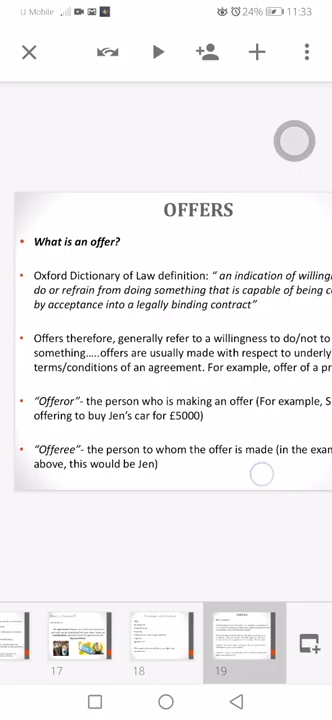 U Mobile 24% 11:33
OFFERS
What is an offer?
Oxford Dictionary of Law definition: “ an indication of willing
do or refrain from doing something that is capable of being c
by acceptance into a legally binding contract”
Offers therefore, generally refer to a willingness to do/not to
something…..offers are usually made with respect to underly
terms/conditions of an agreement. For example, offer of a pr
“Offeror”- the person who is making an offer (For example, S
offering to buy Jen’s car for £5000)
“Offeree”- the person to whom the offer is made (in the exam
above, this would be Jen)
17
18
19